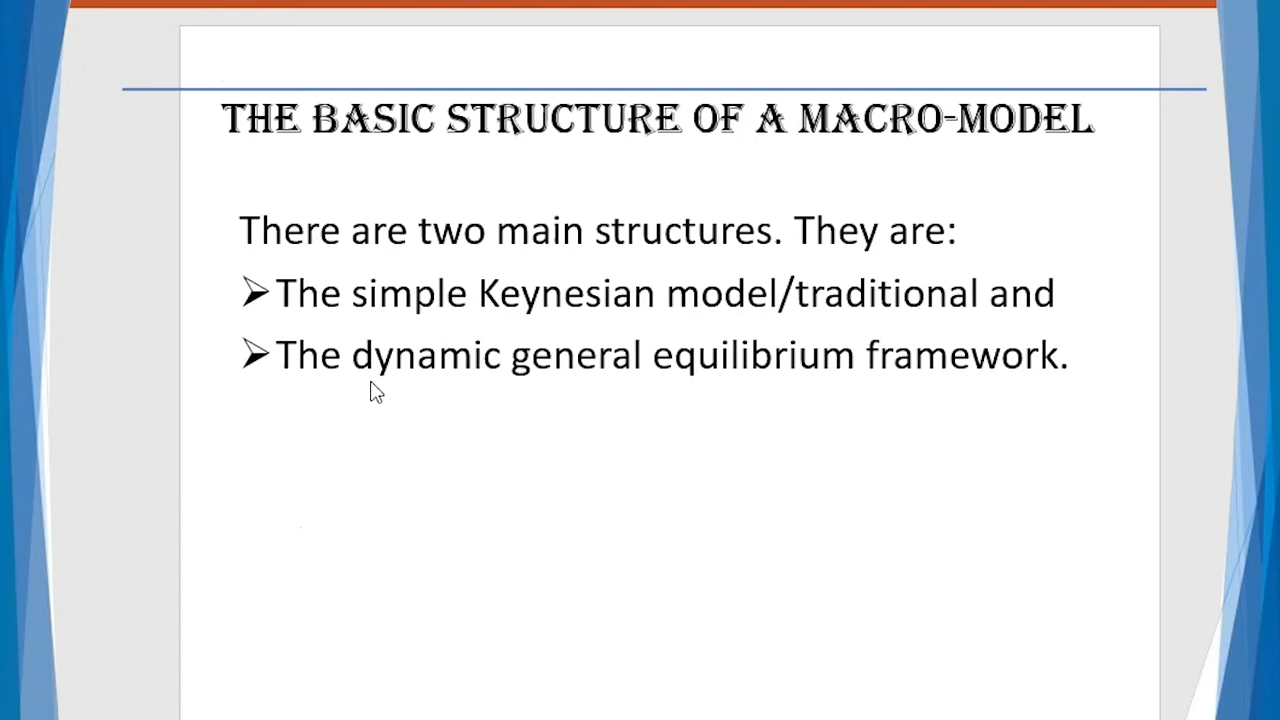 THE BASIC STRUCTURE OF A MACRO-MODEL
There are two main structures. They are:
➢The simple Keynesian model/traditional and
➢The dynamic general equilibrium framework.